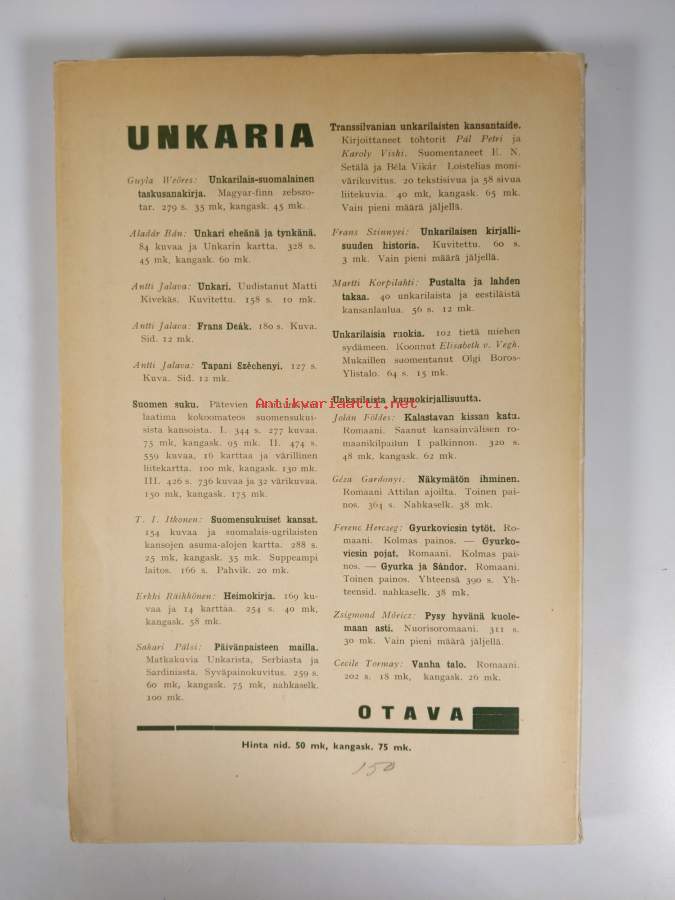 UNKARIA
Guyla Weöres: Unkarilais-suomalainen
taskusanakirja. Magyar-finn zebszo-
tar. 279 s. 35 mk, kangask. 45 mk.
Aladár Bán: Unkari eheänä ja tynkänä.
84 kuvaa ja Unkarin kartta. 328 s.
45 mk, kangask. 60 mk.
Antti Jalava: Unkari. Uudistanut Matti
Kivekäs. Kuvitettu. 158 s. 10 mk.
Antti Jalava: Frans Deák. 180 s. Kuva.
Sid. 12 mk.
Antti Jalava: Tapani Széchenyi. 127 s.
Kuva. Sid. 12 mk.
Suomen suku. Pätevien
laatima kokoomateos suomensukui-
sista kansoista. I. 344 s. 277 kuvaa.
75 mk, kangask. 95 mk. II. 474 s.
559 kuvaa, 16 karttaa ja värillinen
liitekartta. 100 mk, kangask. 130 mk.
III. 426 s. 736 kuvaa ja 32 värikuvaa.
150 mk, kangask. 175 mk.
T. I. Itkonen: Suomensukuiset kansat.
154 kuvaa ja suomalais-ugrilaisten
kansojen asuma-alojen kartta. 288 s.
25 mk, kangask. 35 mk. Suppeampi
laitos. 166 s. Pahvik. 20 mk.
Erkki Räikkönen: Heimokirja. 169 ku-
vaa ja 14 karttaa. 254 s. 40 mk,
kangask. 58 mk.
Sakari Pälsi: Päivänpaisteen mailla.
Matkakuvia Unkarista, Serbiasta ja
Sardiniasta. Syväpainokuvitus. 259 s.
60 mk, kangask. 75 mk, nahkaselk.
100 mk.
Transsilvanian unkarilaisten kansantaide.
Kirjoittaneet tohtorit Pál Petri ja
Karoly Viski. Suomentaneet E. N.
Setälä ja Béla Vikár Loistelias moni-
värikuvitus. 20 tekstisivua ja 58 sivua
liitekuvia. 40 mk, kangask. 65 mk.
Vain pieni määrä jäljellä.
Frans Szinnyei: Unkarilaisen kirjalli-
suuden historia. Kuvitettu. 60 s.
3 mk. Vain pieni määrä jäljellä.
Martti Korpilahti: Pustalta ja lahden
takaa. 40 unkarilaista ja eestiläistä
kansanlaulua. 56 s. 12 mk.
Unkarilaisia ruokia. 102 tietä miehen
sydämeen. Koonnut Elisabeth v. Vegh.
Mukaillen suomentanut Olgi Boros-
Ylistalo. 64 s. 15 mk.
Unkarilaista kaunokirjallisuutta.
Jolán Földes: Kalastavan kissan katu.
Romaani. Saanut kansainvälisen ro-
maanikilpailun I palkinnon. 320 s.
48 mk, kangask. 62 mk.
Géza Gardonyi: Näkymätön ihminen.
Romaani Attilan ajoilta. Toinen pai-
nos. 364 s. Nahkaselk. 38 mk.
Ferenc Herczeg: Gyurkovicsin tytöt. Ro-
maani. Kolmas painos. — Gyurko-
vicsin pojat. Romaani. Kolmas pai-
nos. — Gyurka ja Sándor. Romaani.
Toinen painos. Yhteensä 390 s. Yh-
teensid. nahkaselk. 38 mk.
Zsigmond Móricz: Pysy hyvänä kuole-
maan asti. Nuorisoromaani. 311 s.
30 mk. Vain pieni määrä jäljellä.
Cecile Tormay: Vanha talo. Romaani.
202 s. 18 mk, kangask. 26 mk.
OTAVA
Hinta nid. 50 mk, kangask. 75 mk.
150
Antikvariaatti.net